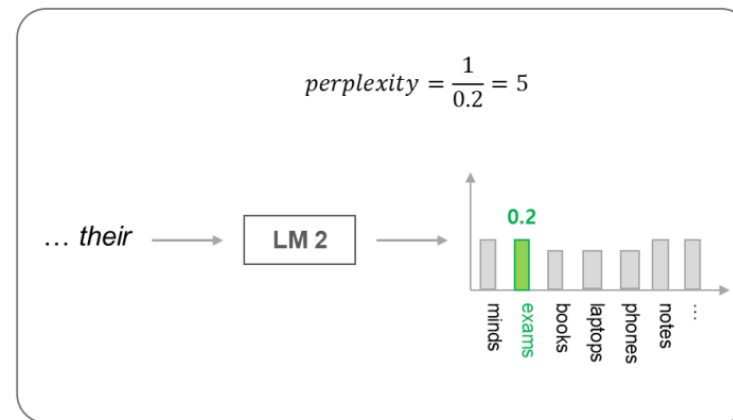 perplexity = 1/0.2 = 5
… their
LM 2
0.2
minds
exams
books
laptops
phones
notes
…